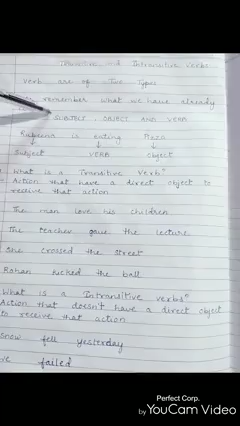 Transitive and Intransitive verbs
Verb are of Two Types
remember what we have already
SUBJECT, OBJECT AND VERB
is eating Pizza
Subject VERB object
What is a Transitive Verb?
Action that have a direct object to
receive that action
The man love his children
The teacher gave the lecture
She crossed the street
Rohan kicked the ball
What is a Intransitive verbs?
Action that doesn't have a direct object
to receive that action
Snow fell yesterday
failed
Perfect Corp.
by YouCam Video